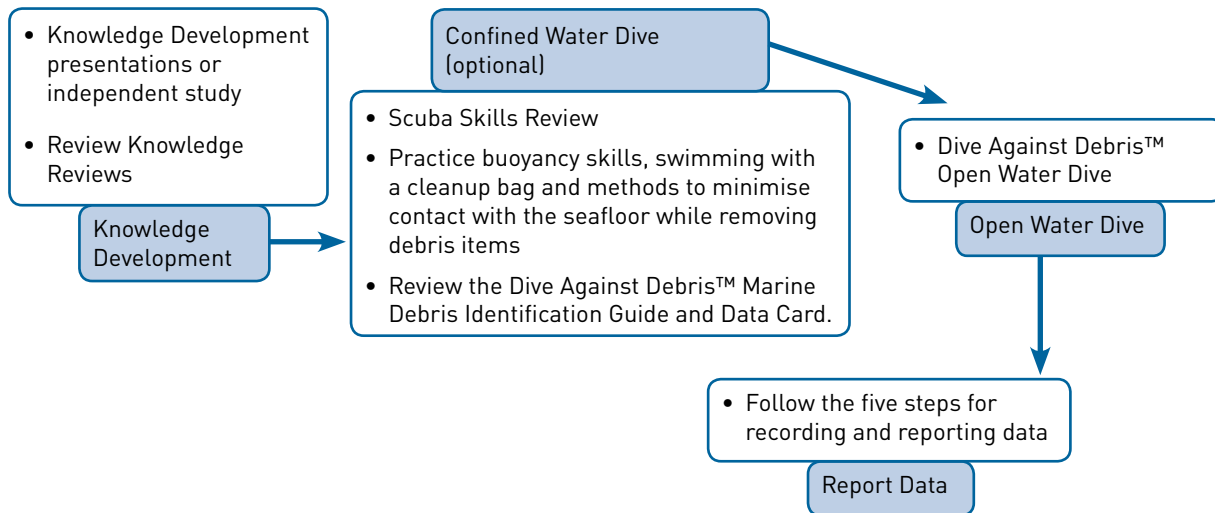 • Knowledge Development
presentations or
independent study
• Review Knowledge
Reviews
Knowledge
Development
Confined Water Dive
(optional)
• Scuba Skills Review
• Practice buoyancy skills, swimming with
a cleanup bag and methods to minimise
contact with the seafloor while removing
debris items
• Review the Dive Against Debris™ Marine
Debris Identification Guide and Data Card.
• Dive Against Debris™
Open Water Dive
Open Water Dive
• Follow the five steps for
recording and reporting data
Report Data